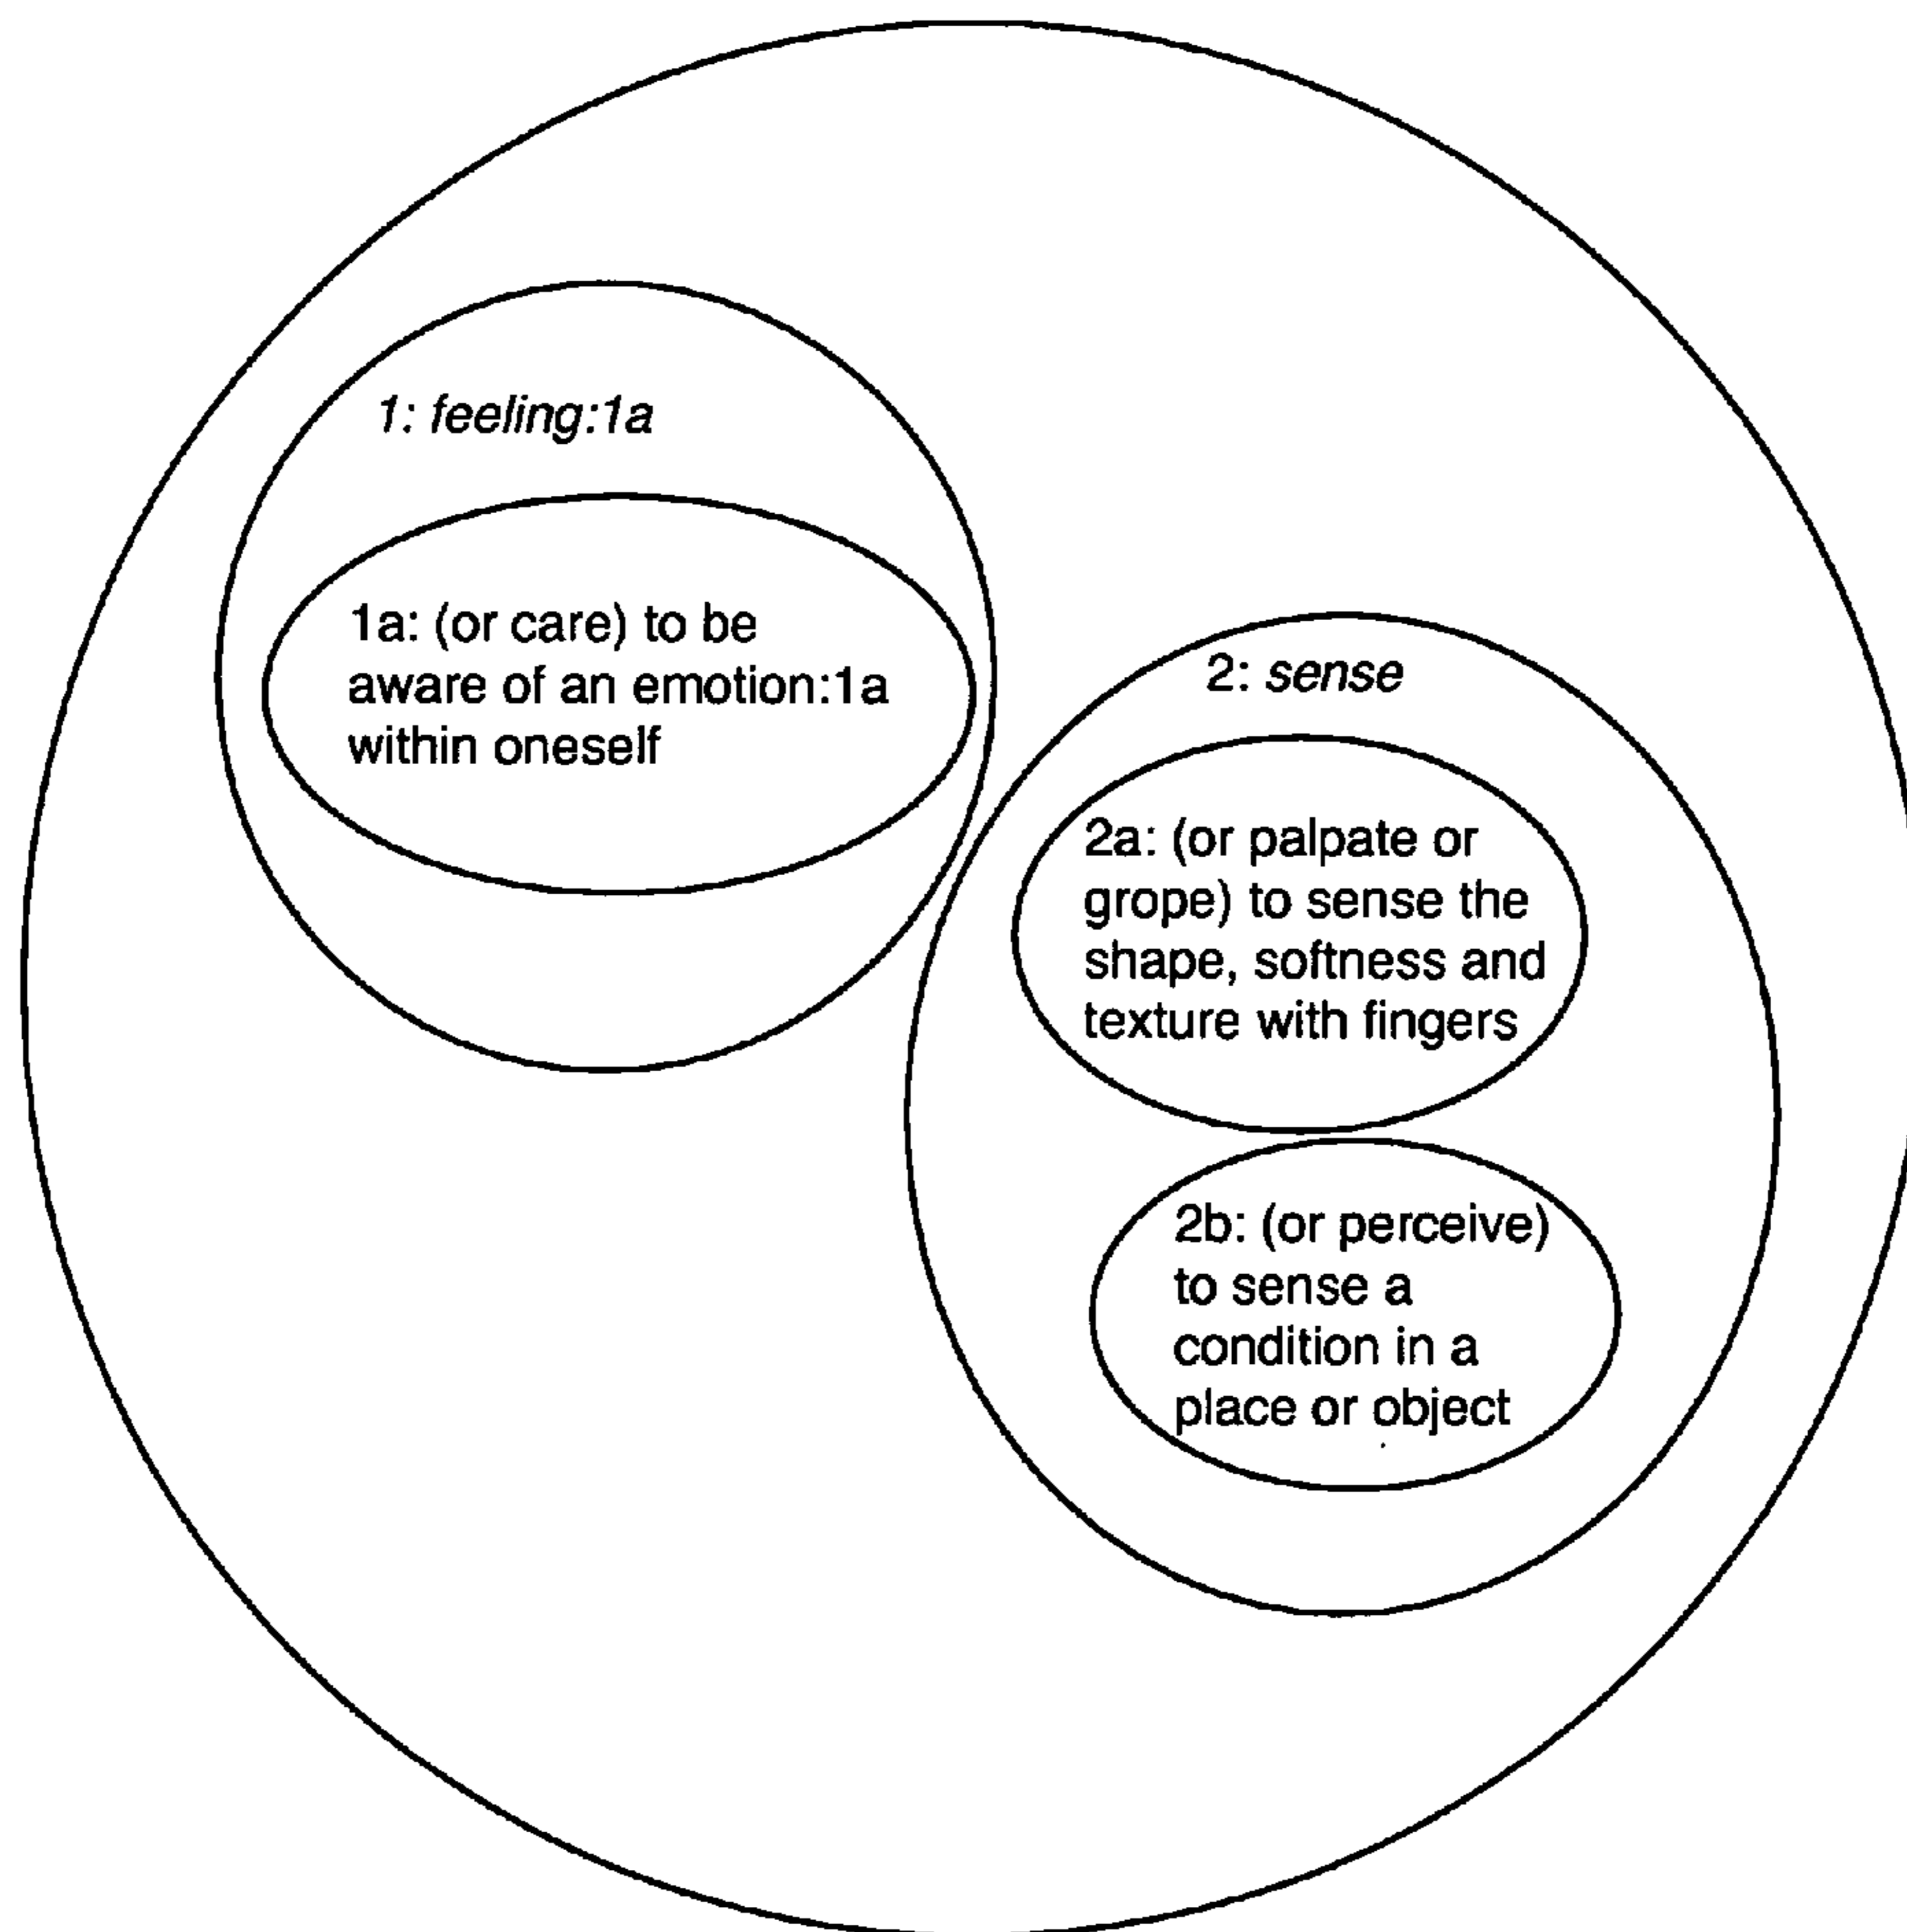 1: feeling:1a
1a: (or care) to be
aware of an emotion:1a
within oneself
2: sense
2a: (or palpate or
grope) to sense the
shape, softness and
texture with fingers
2b: (or perceive)
to sense a
condition in a
place or object